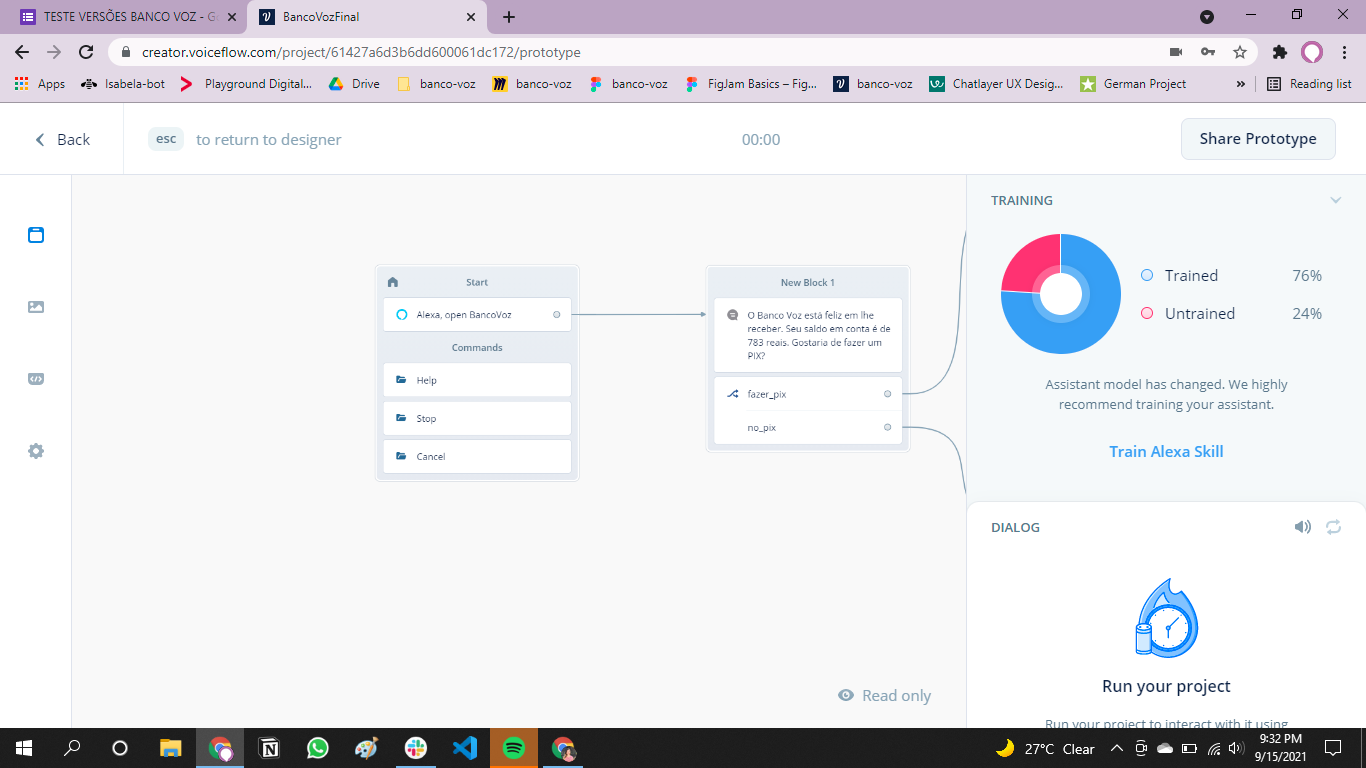 TESTE VERSÕES BANCO VOZ - G
BancoVozFinal
creator.voiceflow.com/project/61427a6d3b6dd600061dc172/prototype
Apps
Isabela-bot
Playground Digital...
Drive
banco-voz
banco-voz
banco-voz
FigJam Basics – Fig...
banco-voz
Chatlayer UX Desig...
German Project
»
Reading list
Back
esc
to return to designer
00:00
Share Prototype
Start
Alexa, open BancoVoz
Commands
Help
Stop
Cancel
New Block 1
O Banco Voz está feliz em lhe
receber. Seu saldo em conta é de
783 reais. Gostaria de fazer um
PIX?
fazer_pix
no_pix
TRAINING
Trained
76%
Untrained
24%
Assistant model has changed. We highly
recommend training your assistant.
Train Alexa Skill
DIALOG
Run your project
Run your project to interact with it using
Read only
27°C Clear
9:32 PM
9/15/2021